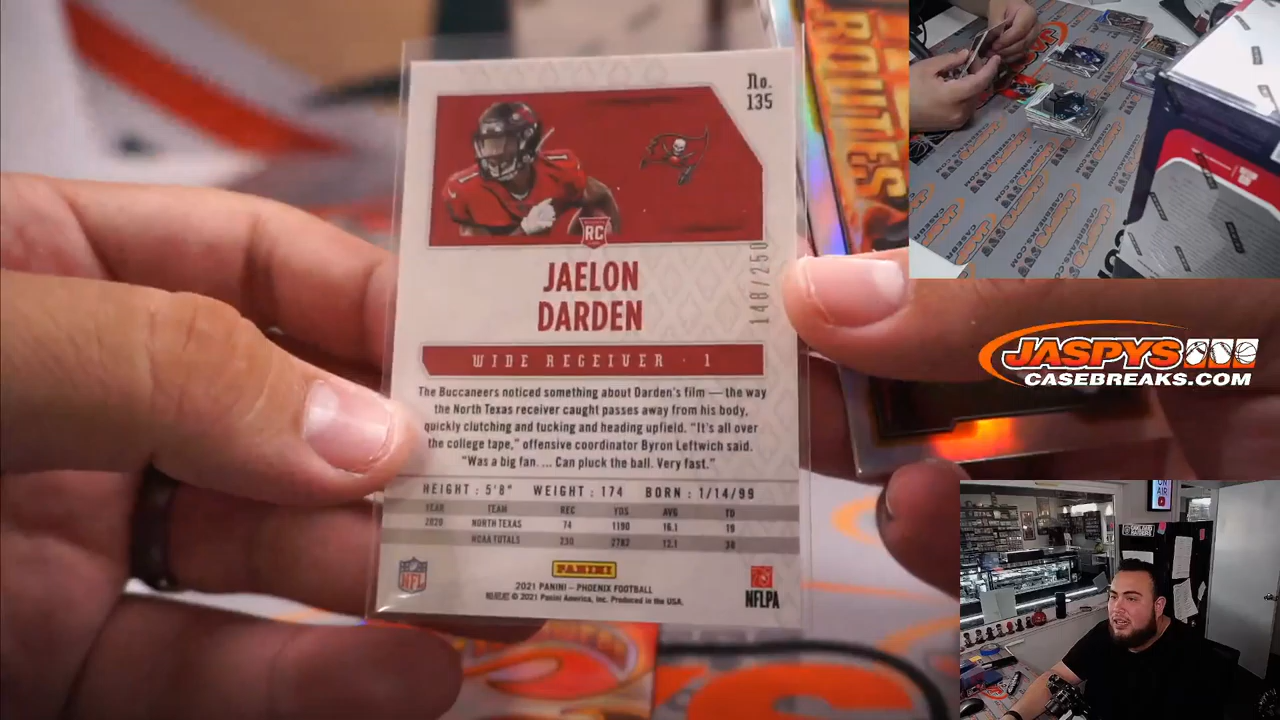 No.
135
RC
JAELON
DARDEN
148/250
WIDE RECEIVER · 1
The Buccaneers noticed something about Darden's film — the way
the North Texas receiver caught passes away from his body,
quickly clutching and tucking and heading upfield. "It's all over
the college tape," offensive coordinator Byron Leftwich said.
"Was a big fan. ... Can pluck the ball. Very fast."
HEIGHT : 5'8" WEIGHT : 174 BORN : 1/14/99
YEAR TEAM REC YDS AVG TD
2020 NORTH TEXAS 74 1190 16.1 19
NCAA TOTALS 230 2782 12.1 38
NFL
PANINI
2021 PANINI – PHOENIX FOOTBALL
© 2021 Panini America, Inc. Produced in the USA.
NFLPA
ROUTES
JASPYS
CASEBREAKS.COM
ON
AIR